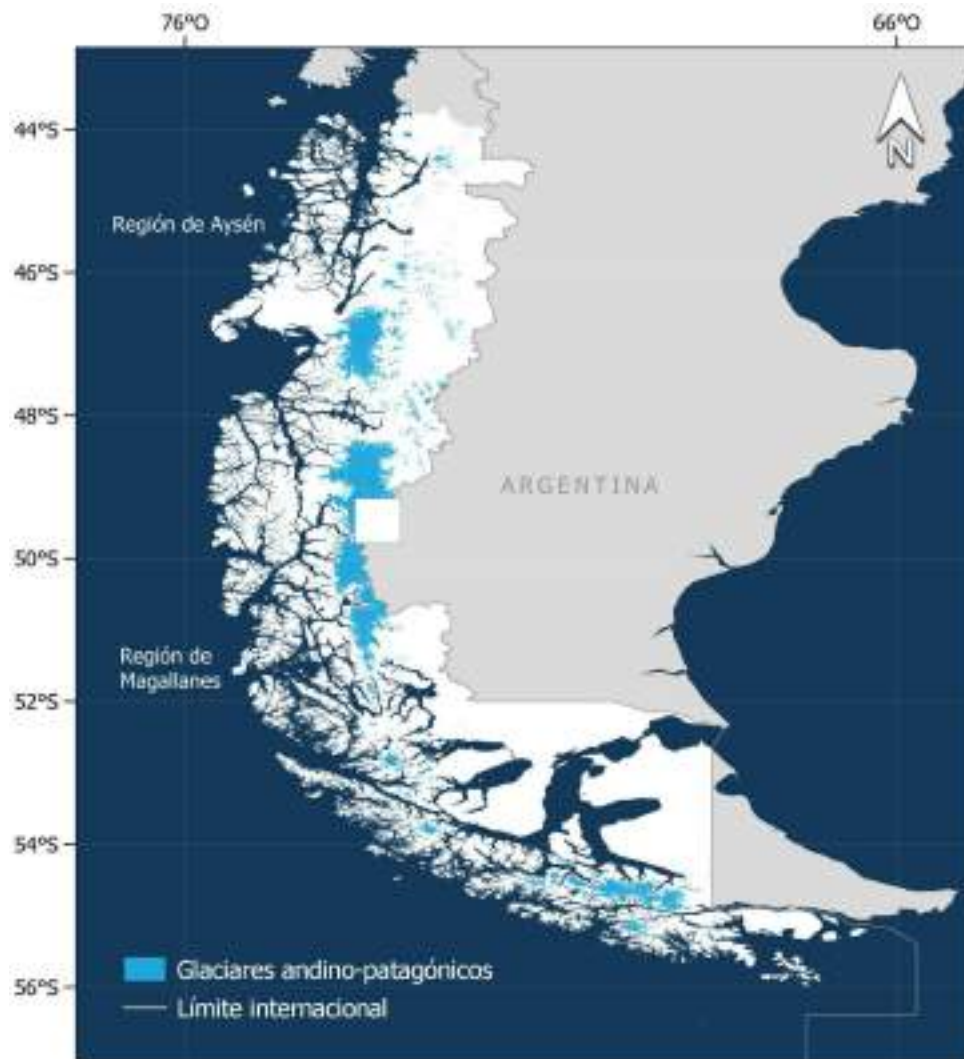 76°O
66°O
44°S
N
Región de Aysén
46°S
48°S
ARGENTINA
50°S
Región de
Magallanes
52°S
54°S
Glaciares andino-patagónicos
56°S
Límite internacional